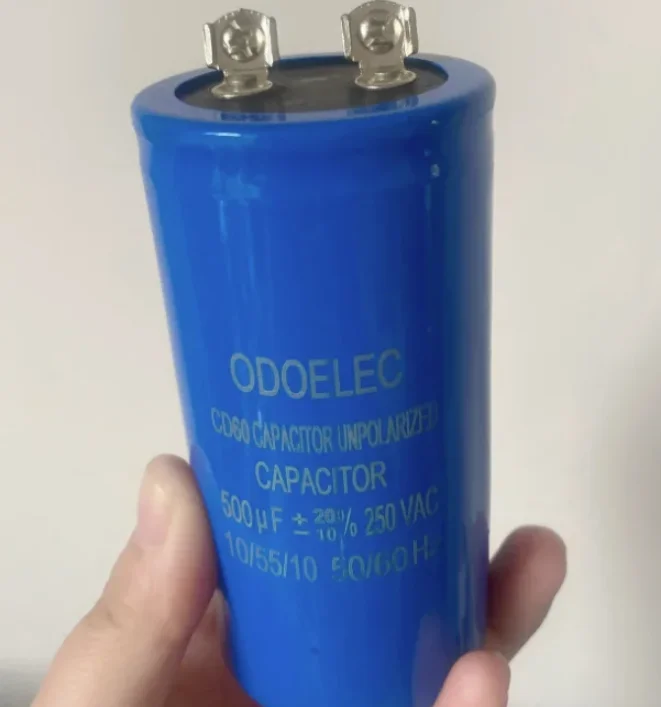 ODOELEC
CD60 CAPACITOR UNPOLARIZED
CAPACITOR
500μF +20/-10% 250 VAC
10/55/10 50/60Hz